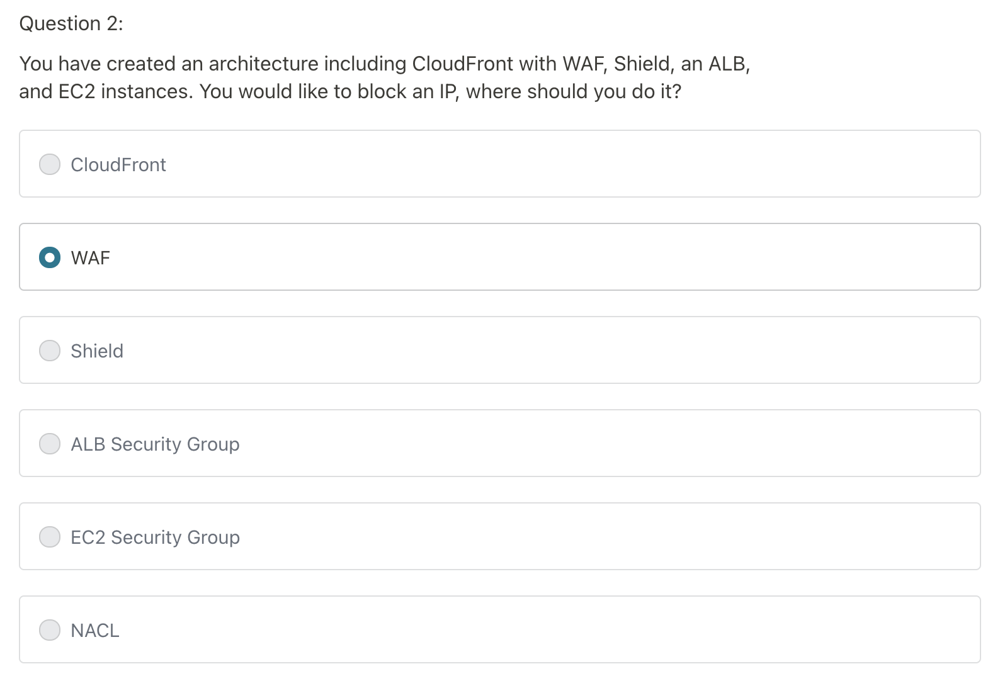 Question 2:
You have created an architecture including CloudFront with WAF, Shield, an ALB,
and EC2 instances. You would like to block an IP, where should you do it?
CloudFront
WAF
Shield
ALB Security Group
EC2 Security Group
NACL